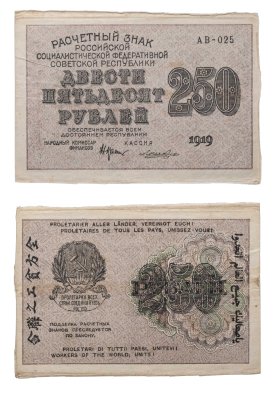 РАСЧЕТНЫЙ ЗНАК
РОССИЙСКОЙ
СОЦИАЛИСТИЧЕСКОЙ ФЕДЕРАТИВНОЙ
СОВЕТСКОЙ РЕСПУБЛИКИ
АВ-025
ДВЕСТИ
ПЯТЬДЕСЯТ
РУБЛЕЙ
250
ОБЕСПЕЧИВАЕТСЯ ВСЕМ
ДОСТОЯНИЕМ РЕСПУБЛИКИ
НАРОДНЫЙ КОМИССАР
ФИНАНСОВ
КАССИР
1919
PROLETARIER ALLER LÄNDER, VEREINIGT EUCH!
PROLÉTAIRES DE TOUS LES PAYS, UNISSEZ-VOUS!
ПРОЛЕТАРИИ ВСЕХ
СТРАН, СОЕДИНЯЙТЕСЬ!
250
РУБЛЕЙ
ПОДДЕЛКА РАСЧЕТНЫХ
ЗНАКОВ ПРЕСЛЕДУЕТСЯ
ПО ЗАКОНУ.
PROLETARI DI TUTTI I PAESI, UNITEVI!
WORKERS OF THE WORLD, UNITE!